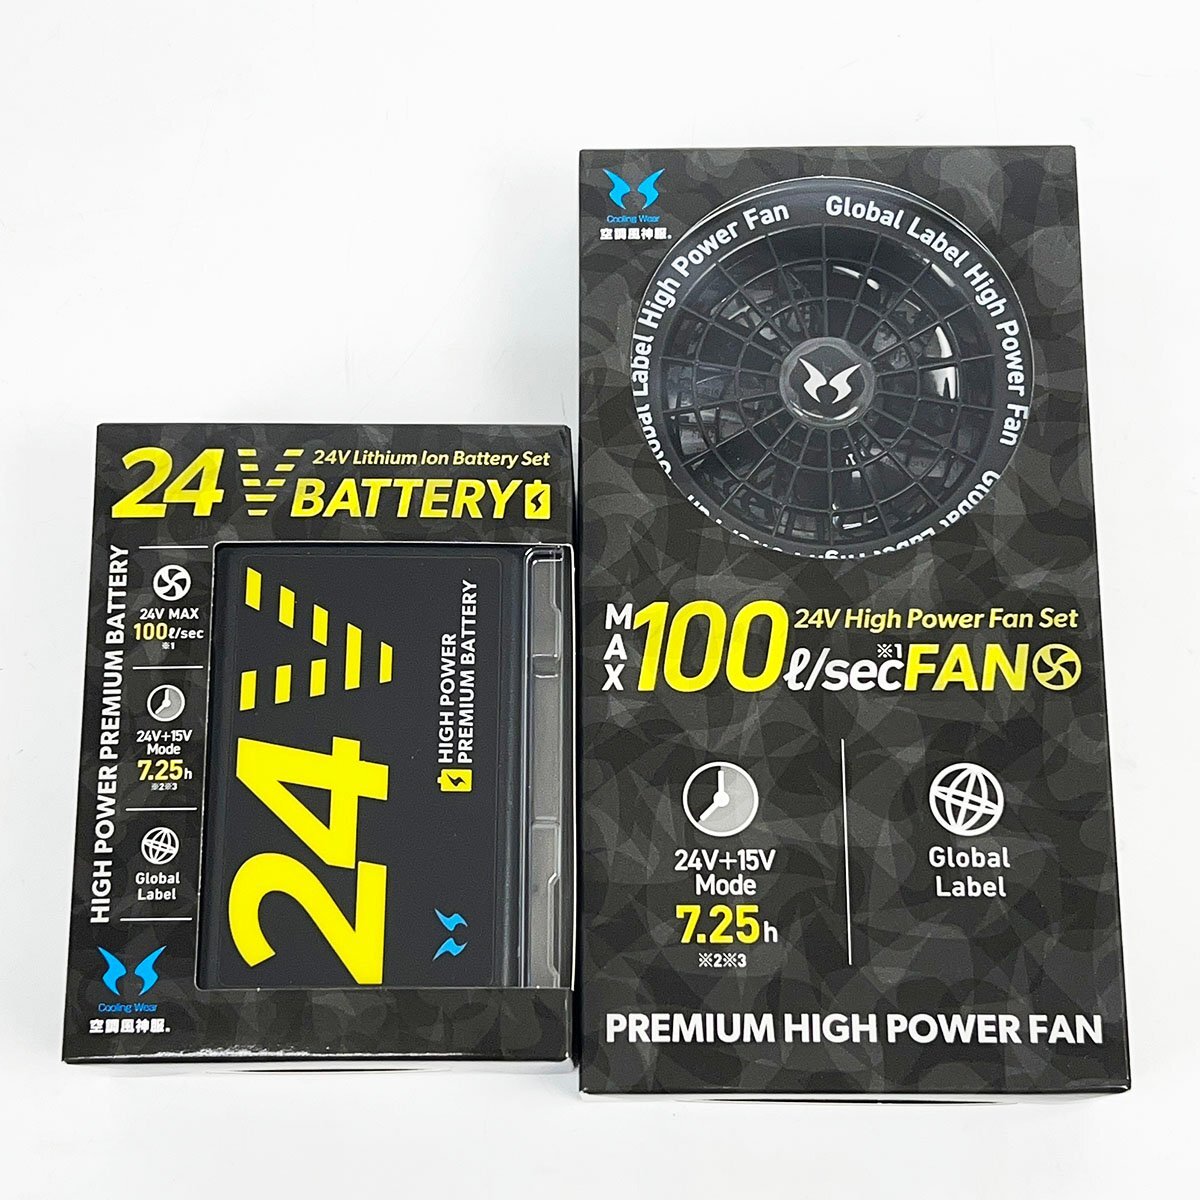 24V Lithium Ion Battery Set
24V BATTERY
HIGH POWER PREMIUM BATTERY
24V MAX
100ℓ/sec
※1
24V+15V
Mode
7.25h
※2※3
Global
Label
Cooling Wear
空調風神服®
24V
HIGH POWER
PREMIUM BATTERY
Cooling Wear
空調風神服®
Global Label High Power Fan
Global Label High Power Fan
MAX 100ℓ/sec※1 FAN
24V High Power Fan Set
24V+15V
Mode
7.25h
※2※3
Global
Label
PREMIUM HIGH POWER FAN